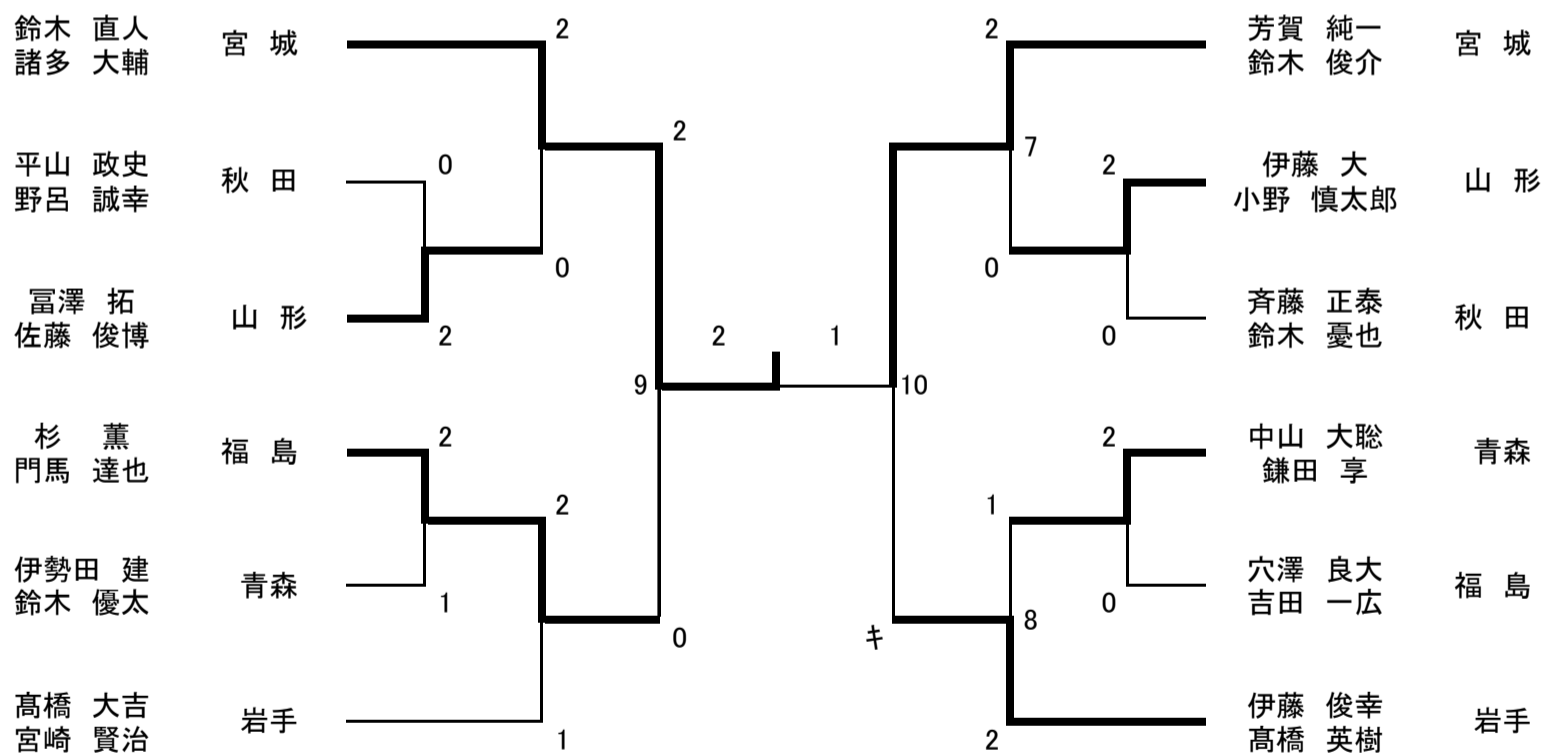 鈴木 直人
諸多 大輔
宮 城
2
2
芳賀 純一
鈴木 俊介
宮 城
2
7
平山 政史
野呂 誠幸
秋 田
0
2
伊藤 大
小野 慎太郎
山 形
0
0
冨澤 拓
佐藤 俊博
山 形
2
2
1
0
斉藤 正泰
鈴木 憂也
秋 田
9
10
杉 薫
門馬 達也
福 島
2
2
中山 大聡
鎌田 享
青森
2
1
伊勢田 建
鈴木 優太
青森
1
0
キ
8
0
穴澤 良大
吉田 一広
福 島
髙橋 大吉
宮崎 賢治
岩手
1
2
伊藤 俊幸
髙橋 英樹
岩手